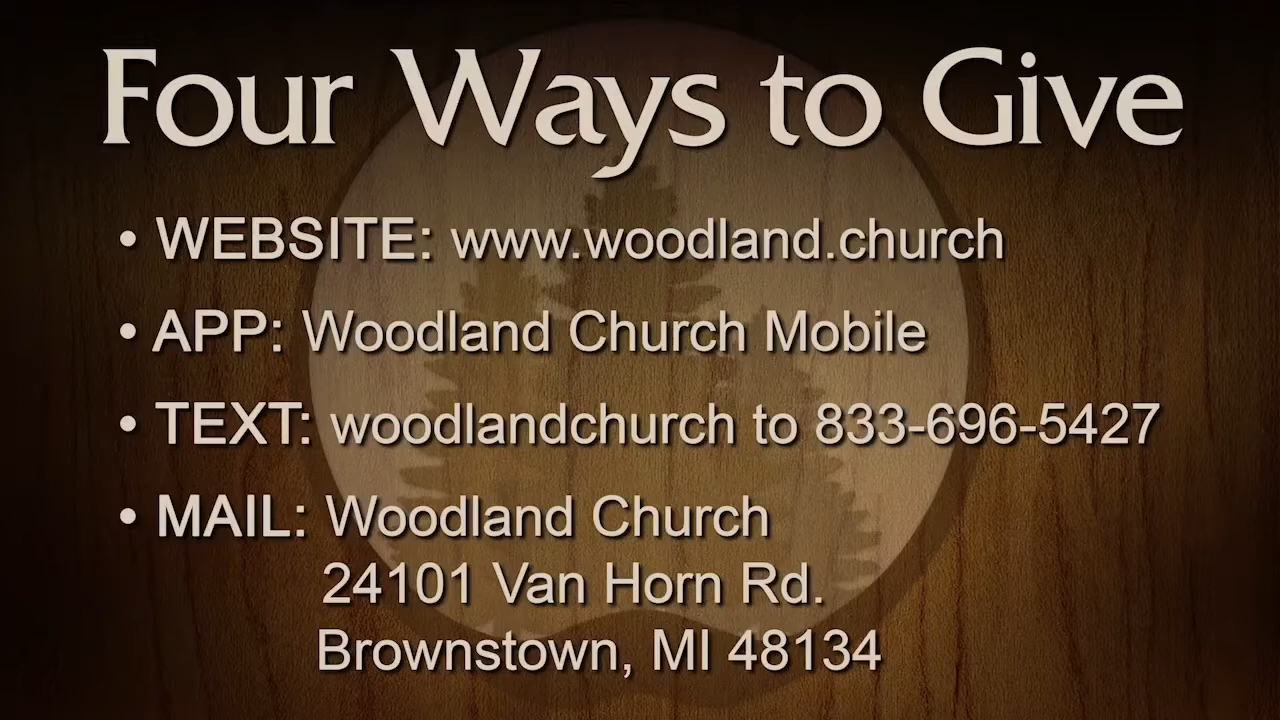 Four Ways to Give
• WEBSITE: www.woodland.church
• APP: Woodland Church Mobile
• TEXT: woodlandchurch to 833-696-5427
• MAIL: Woodland Church
24101 Van Horn Rd.
Brownstown, MI 48134